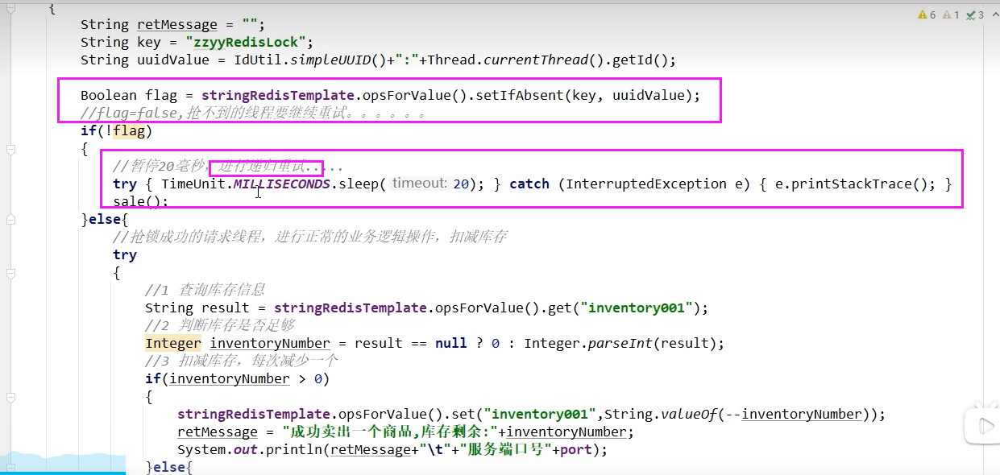 {
6 1 3
String retMessage = "";
String key = "zzyyRedisLock";
String uuidValue = IdUtil.simpleUUID()+":"+Thread.currentThread().getId();
Boolean flag = stringRedisTemplate.opsForValue().setIfAbsent(key, uuidValue);
//flag=false,抢不到的线程要继续重试。。。。。。
if(!flag)
{
//暂停20毫秒，进行递归重试.....
try { TimeUnit.MILLISECONDS.sleep( timeout: 20); } catch (InterruptedException e) { e.printStackTrace(); }
sale();
}else{
//抢锁成功的请求线程，进行正常的业务逻辑操作，扣减库存
try
{
//1 查询库存信息
String result = stringRedisTemplate.opsForValue().get("inventory001");
//2 判断库存是否足够
Integer inventoryNumber = result == null ? 0 : Integer.parseInt(result);
//3 扣减库存，每次减少一个
if(inventoryNumber > 0)
{
stringRedisTemplate.opsForValue().set("inventory001",String.valueOf(--inventoryNumber));
retMessage = "成功卖出一个商品,库存剩余:"+inventoryNumber;
System.out.println(retMessage+"\t"+"服务端口号"+port);
}else{